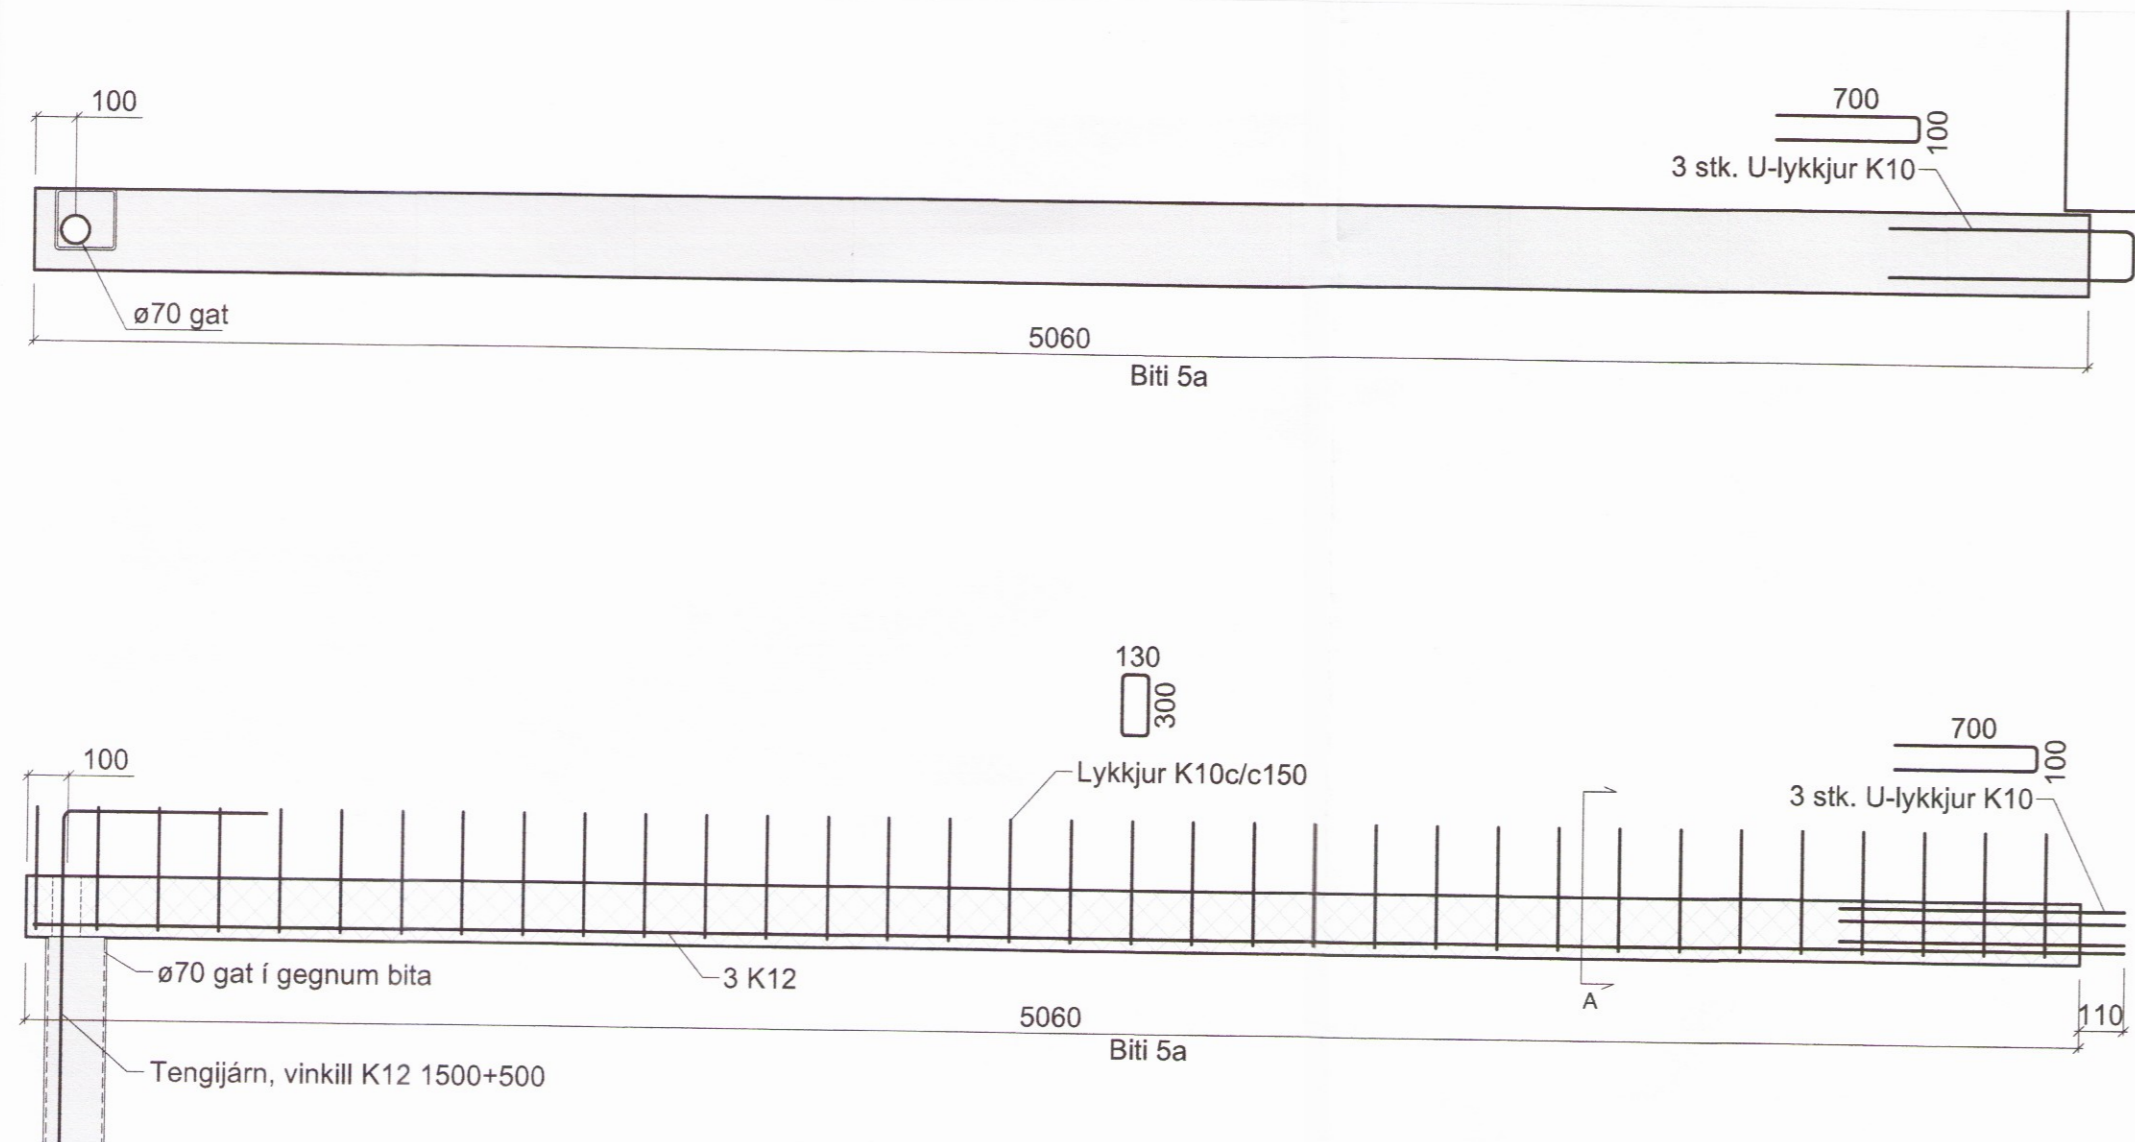 100
700
100
3 stk. U-lykkjur K10
ø70 gat
5060
Biti 5a
130
300
700
100
100
Lykkjur K10c/c150
3 stk. U-lykkjur K10
ø70 gat í gegnum bita
3 K12
A
5060
110
Biti 5a
Tengijárn, vinkill K12 1500+500